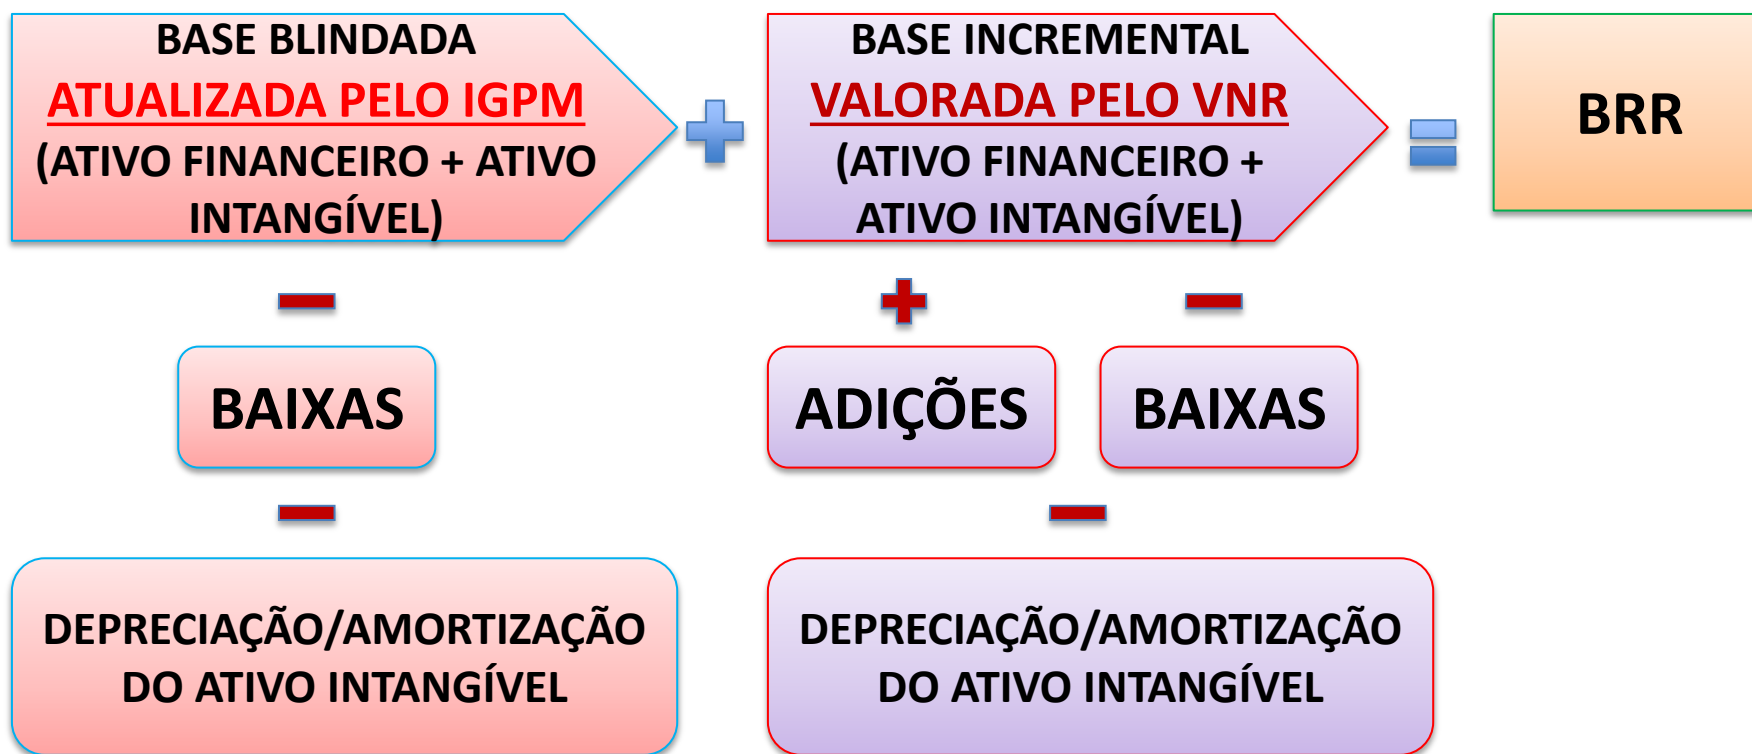 BASE BLINDADA
ATUALIZADA PELO IGPM
(ATIVO FINANCEIRO + ATIVO
INTANGÍVEL)
BASE INCREMENTAL
VALORADA PELO VNR
(ATIVO FINANCEIRO +
ATIVO INTANGÍVEL)
BRR
BAIXAS
ADIÇÕES
BAIXAS
DEPRECIAÇÃO/AMORTIZAÇÃO
DO ATIVO INTANGÍVEL
DEPRECIAÇÃO/AMORTIZAÇÃO
DO ATIVO INTANGÍVEL